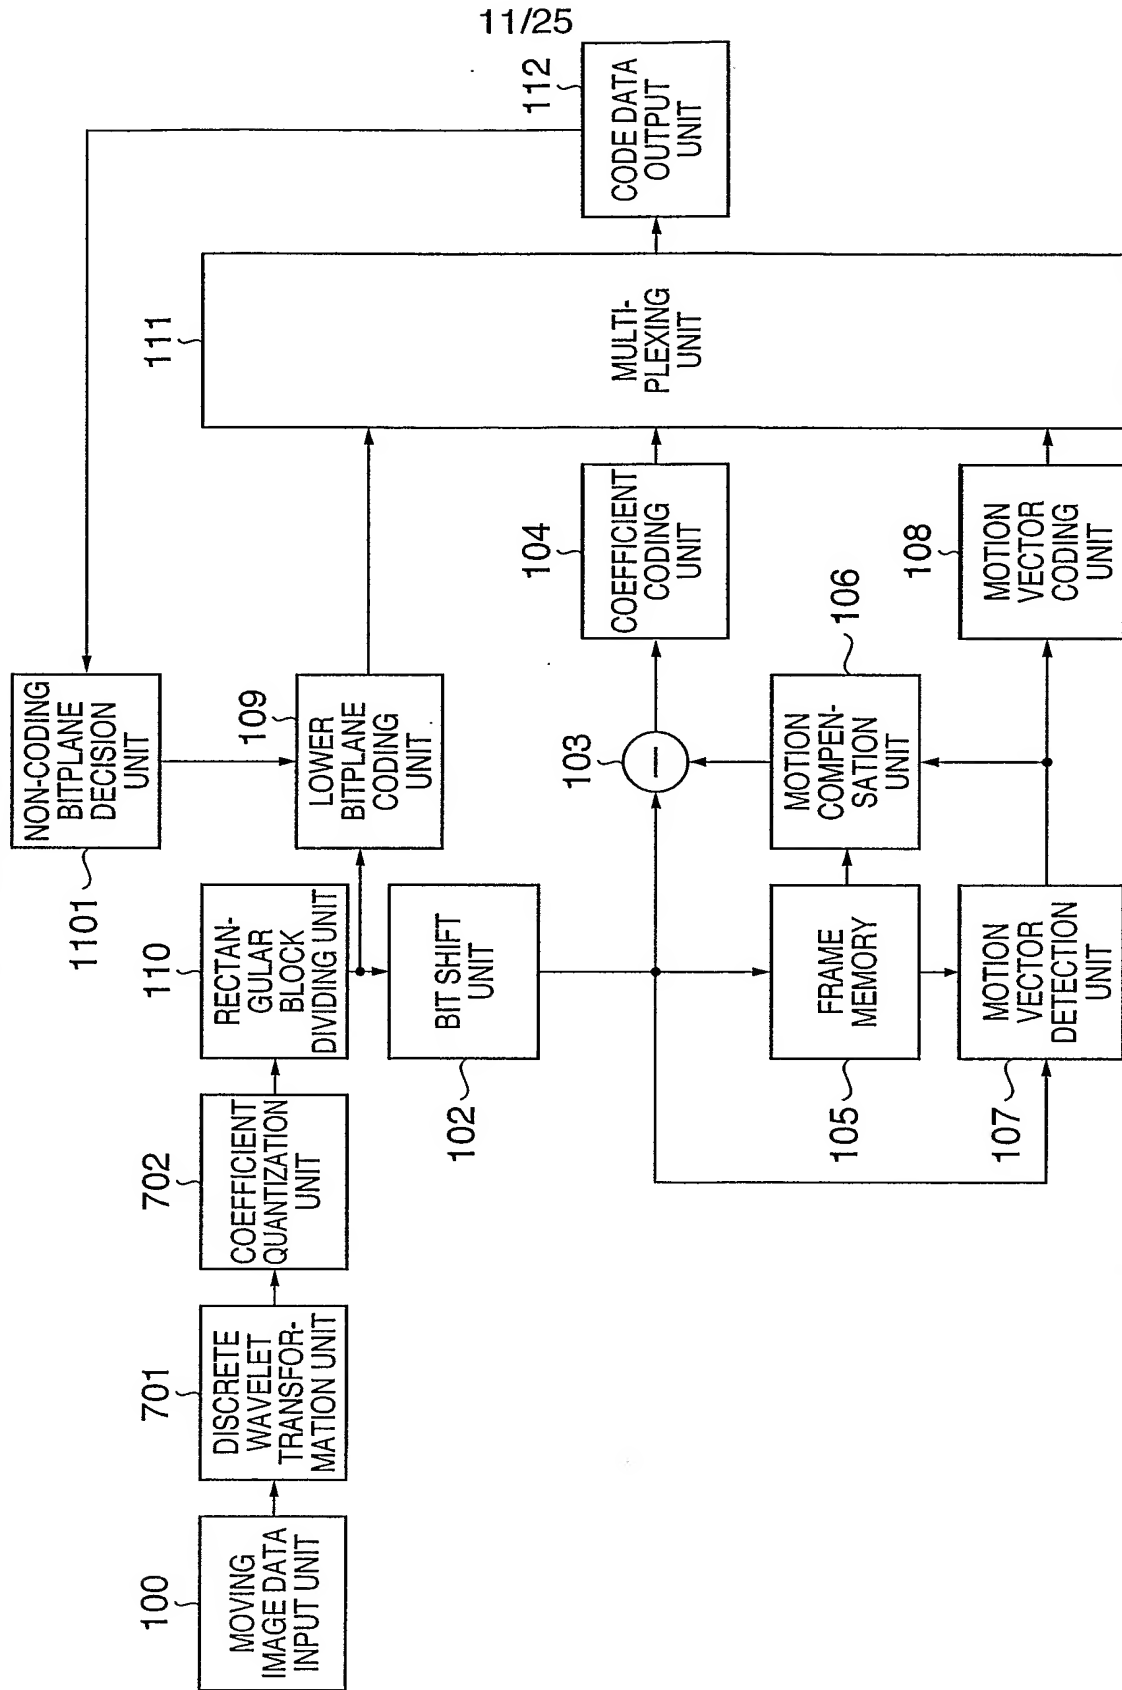 11/25
100
MOVING
IMAGE DATA
INPUT UNIT
701
DISCRETE
WAVELET
TRANSFOR-
MATION UNIT
702
COEFFICIENT
QUANTIZATION
UNIT
110
RECTAN-
GULAR
BLOCK
DIVIDING UNIT
1101
NON-CODING
BITPLANE
DECISION
UNIT
109
LOWER
BITPLANE
CODING
UNIT
102
BIT SHIFT
UNIT
103
104
COEFFICIENT
CODING
UNIT
105
FRAME
MEMORY
106
MOTION
COMPEN-
SATION
UNIT
107
MOTION
VECTOR
DETECTION
UNIT
108
MOTION
VECTOR
CODING
UNIT
111
MULTI-
PLEXING
UNIT
112
CODE DATA
OUTPUT
UNIT